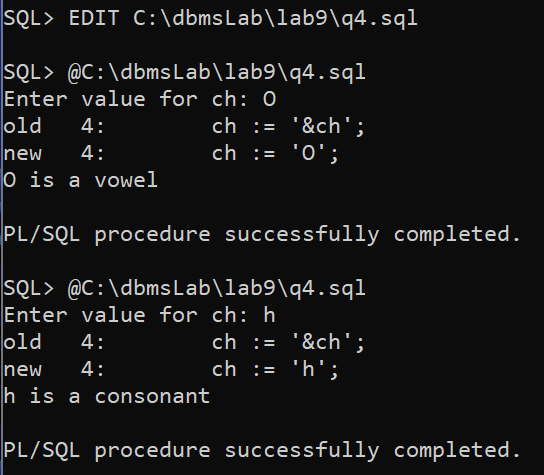 SQL> EDIT C:\dbmsLab\lab9\q4.sql
SQL> @C:\dbmsLab\lab9\q4.sql
Enter value for ch: O
old   4:        ch := '&ch';
new   4:        ch := 'O';
O is a vowel
PL/SQL procedure successfully completed.
SQL> @C:\dbmsLab\lab9\q4.sql
Enter value for ch: h
old   4:        ch := '&ch';
new   4:        ch := 'h';
h is a consonant
PL/SQL procedure successfully completed.